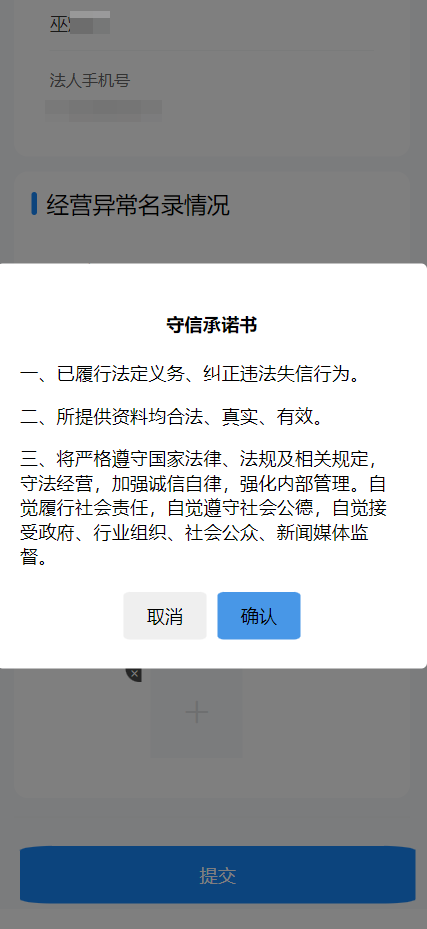 巫
法人手机号
经营异常名录情况
守信承诺书
一、已履行法定义务、纠正违法失信行为。
二、所提供资料均合法、真实、有效。
三、将严格遵守国家法律、法规及相关规定，
守法经营，加强诚信自律，强化内部管理。自
觉履行社会责任，自觉遵守社会公德，自觉接
受政府、行业组织、社会公众、新闻媒体监
督。
取消
确认
提交